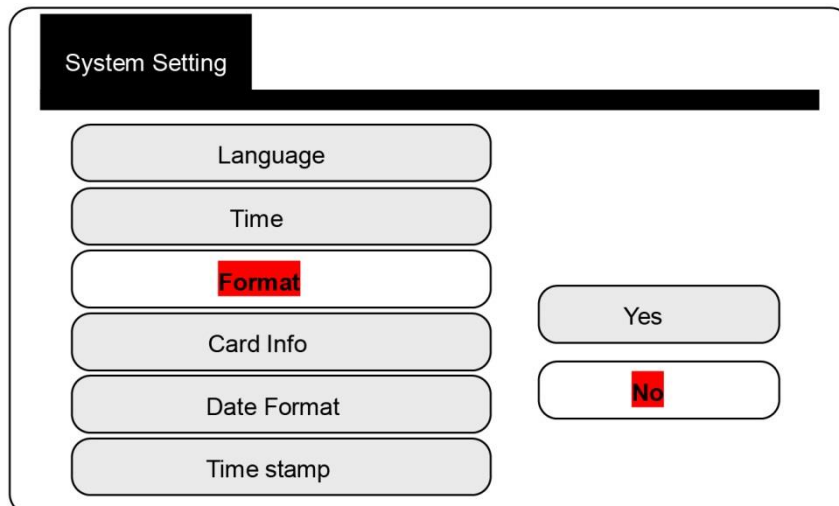 System Setting
Language
Time
Format
Card Info
Date Format
Time stamp
Yes
No